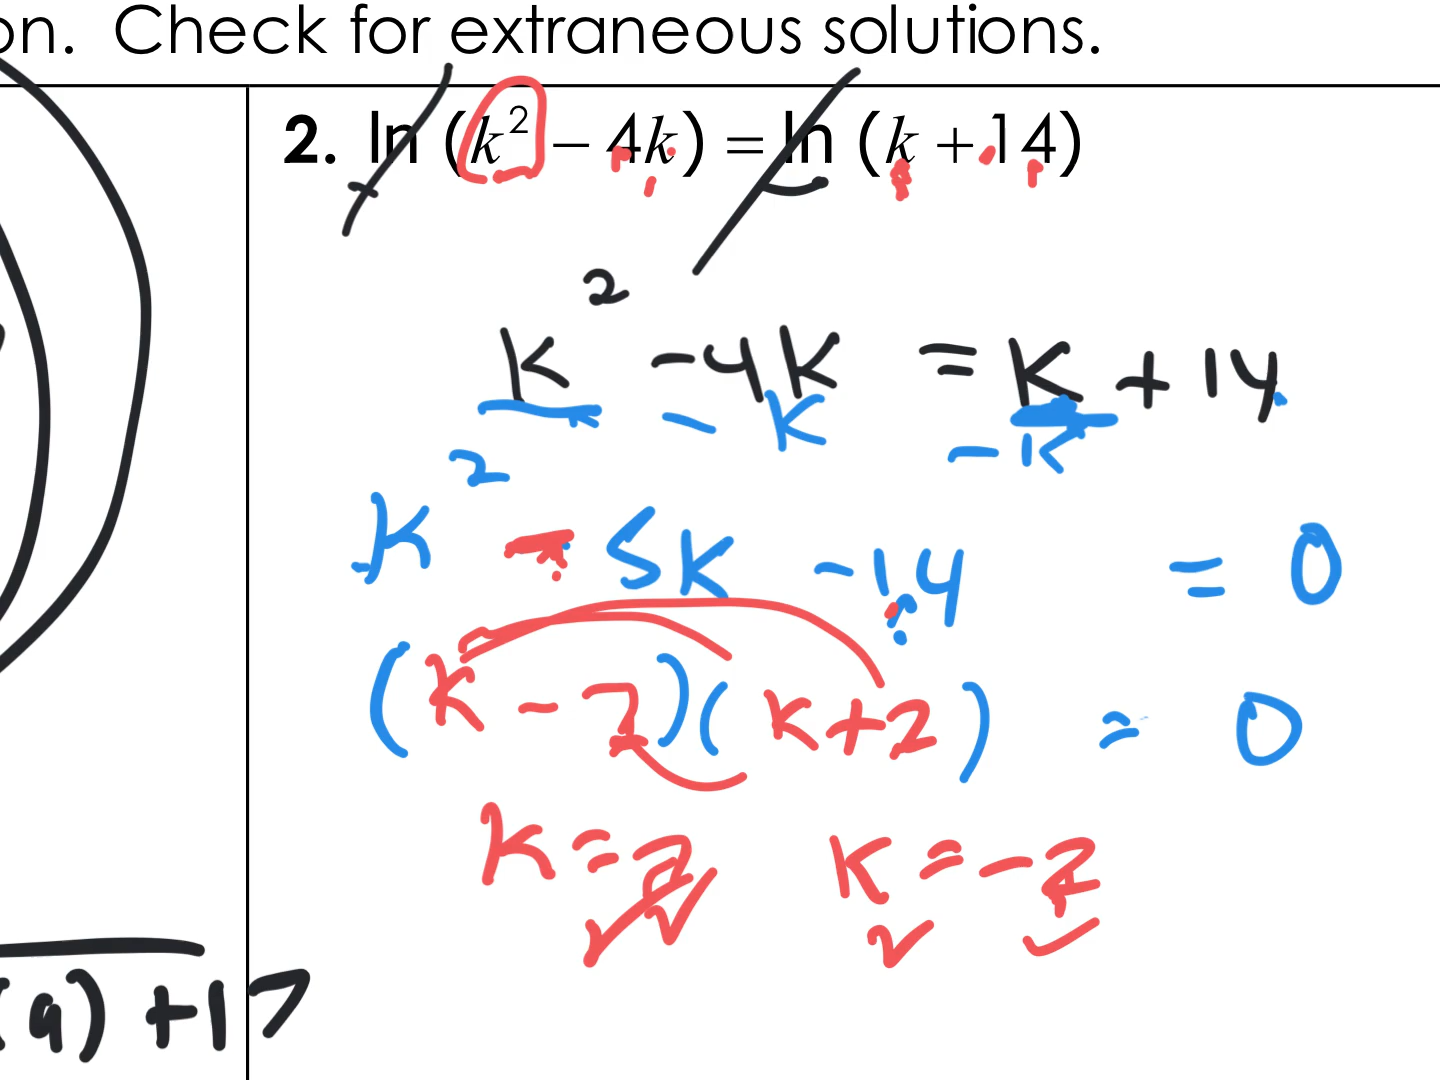 on. Check for extraneous solutions.
2. ln (k² − 4k) = ln (k + 14)
k² - 4k = k + 14
- k - k
k² - 5k - 14 = 0
(k - 7)(k + 2) = 0
k = 7 k = -2
(9) + 17